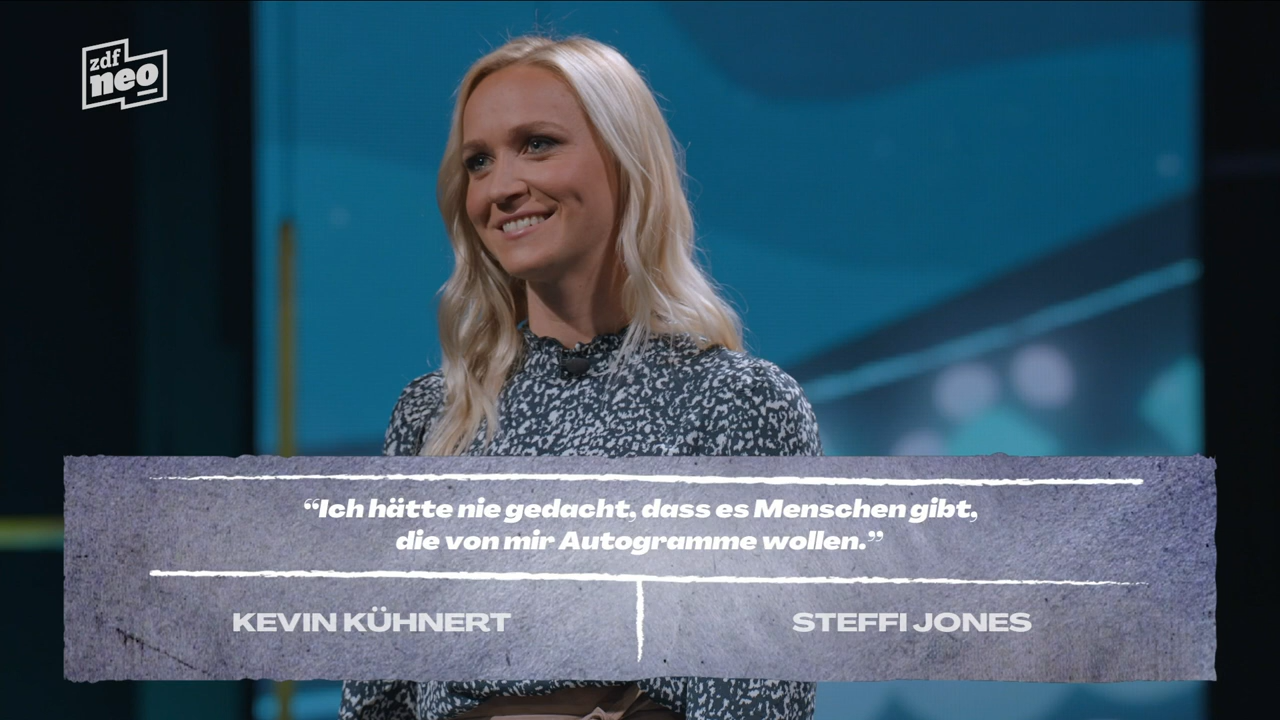 zdf
neo
“Ich hätte nie gedacht, dass es Menschen gibt,
die von mir Autogramme wollen.”
KEVIN KÜHNERT
STEFFI JONES